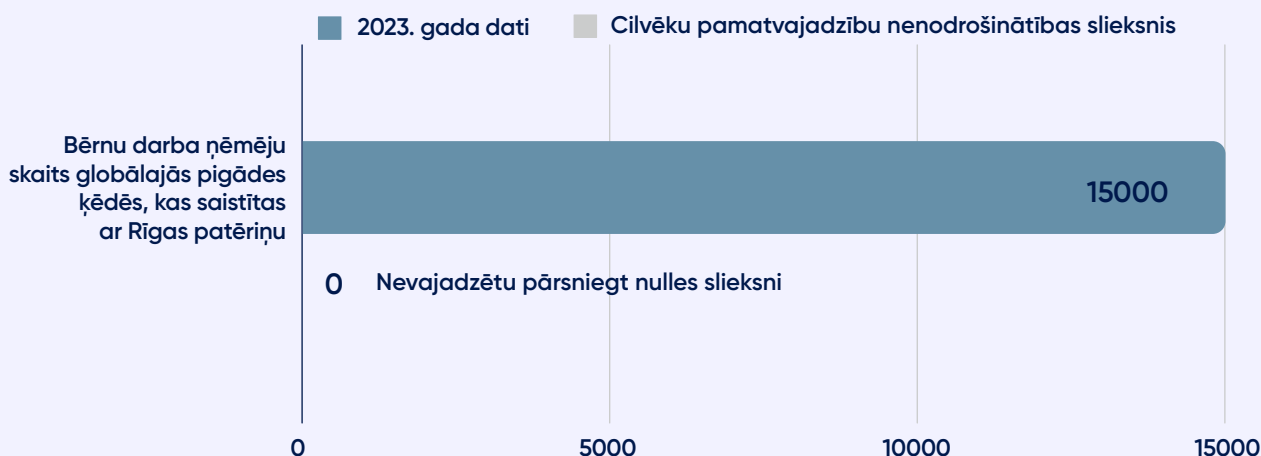 2023. gada dati
Cilvēku pamatvajadzību nenodrošinātības slieksnis
Bērnu darba ņēmēju
skaits globālajās pigādes
ķēdēs, kas saistītas
ar Rīgas patēriņu
15000
0 Nevajadzētu pārsniegt nulles slieksni
0 5000 10000 15000